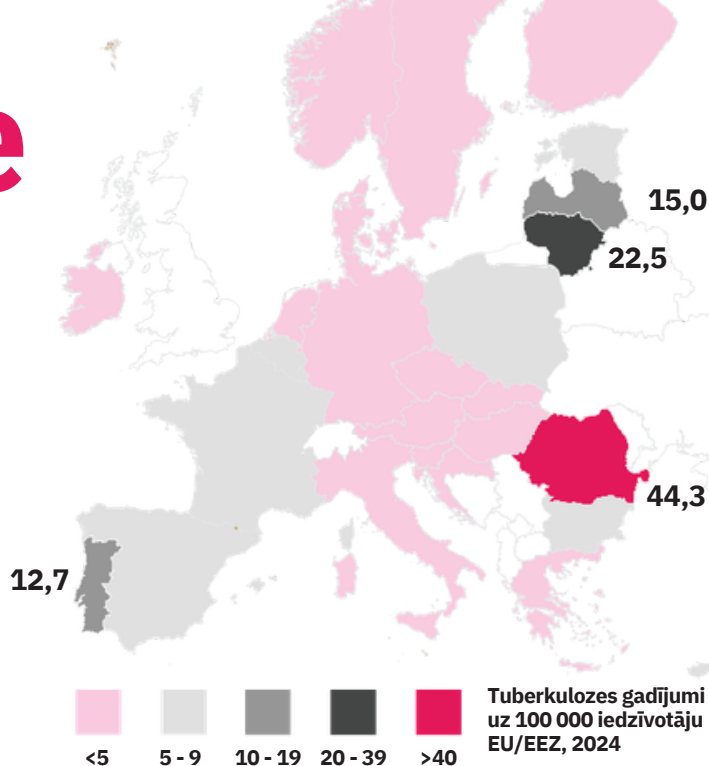 e
15,0
22,5
44,3
12,7
<5
5 - 9
10 - 19
20 - 39
>40
Tuberkulozes gadījumi
uz 100 000 iedzīvotāju
EU/EEZ, 2024